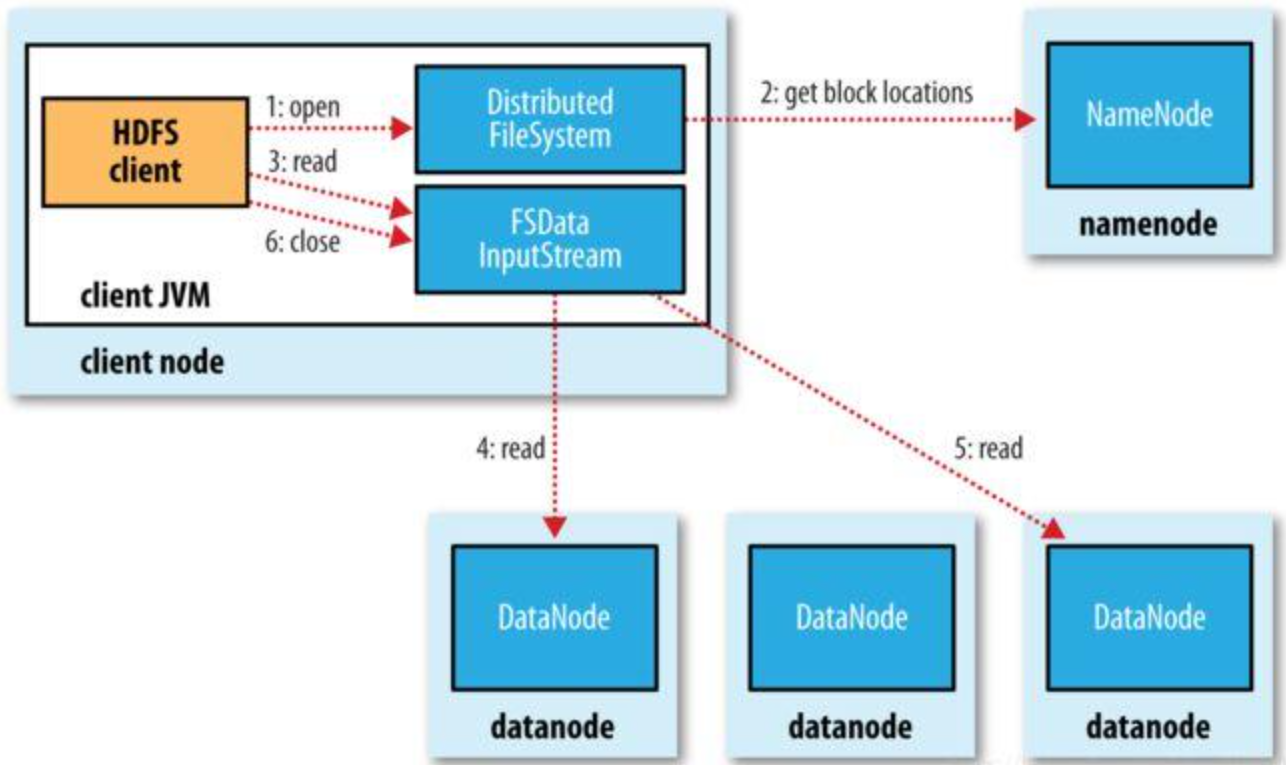 HDFS
client
1: open
3: read
6: close
Distributed
FileSystem
FSData
InputStream
client JVM
client node
2: get block locations
NameNode
namenode
4: read
5: read
DataNode
datanode
DataNode
datanode
DataNode
datanode